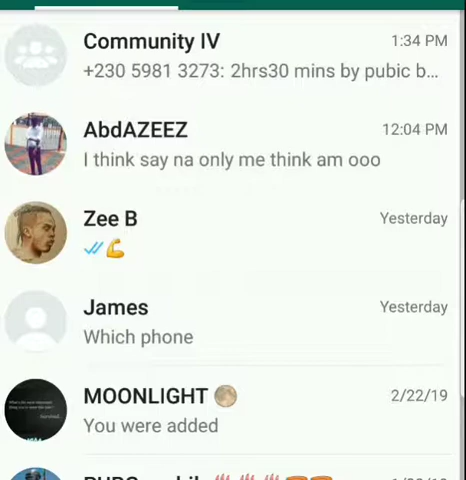 Community IV
1:34 PM
+230 5981 3273: 2hrs30 mins by pubic b...
AbdAZEEZ
12:04 PM
I think say na only me think am ooo
Zee B
Yesterday
💪
James
Yesterday
Which phone
MOONLIGHT 🌕
2/22/19
You were added